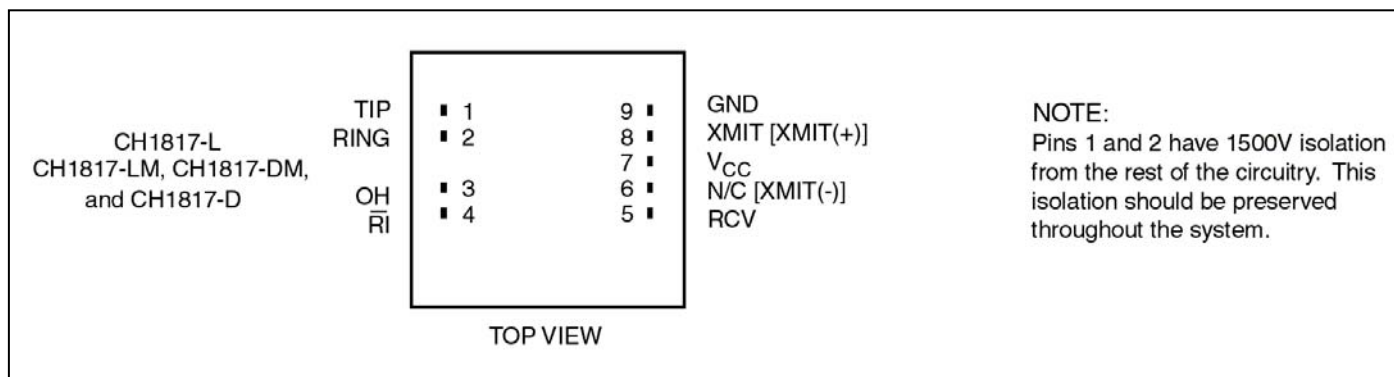 CH1817-L
CH1817-LM, CH1817-DM,
and CH1817-D
TIP 1
RING 2
OH 3
R̅I̅ 4
9 GND
8 XMIT [XMIT(+)]
7 VCC
6 N/C [XMIT(-)]
5 RCV
TOP VIEW
NOTE:
Pins 1 and 2 have 1500V isolation
from the rest of the circuitry. This
isolation should be preserved
throughout the system.